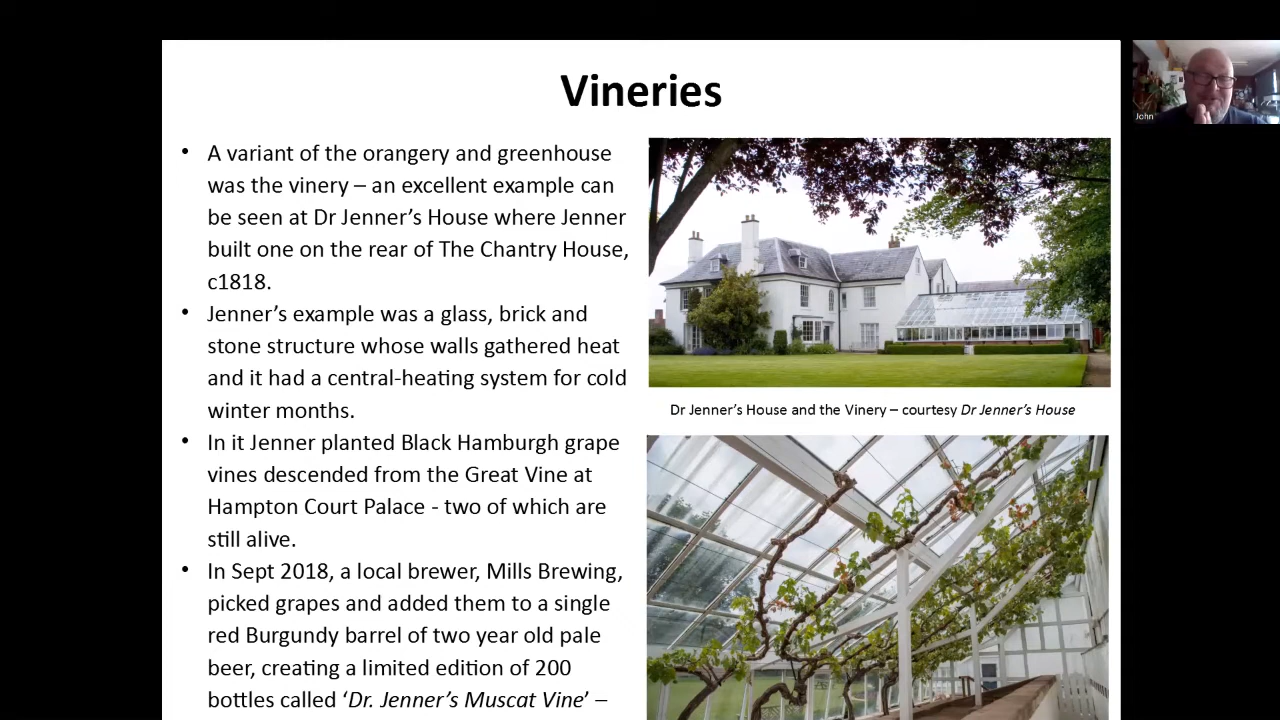 Vineries
• A variant of the orangery and greenhouse
was the vinery – an excellent example can
be seen at Dr Jenner’s House where Jenner
built one on the rear of The Chantry House,
c1818.
• Jenner’s example was a glass, brick and
stone structure whose walls gathered heat
and it had a central-heating system for cold
winter months.
• In it Jenner planted Black Hamburgh grape
vines descended from the Great Vine at
Hampton Court Palace - two of which are
still alive.
• In Sept 2018, a local brewer, Mills Brewing,
picked grapes and added them to a single
red Burgundy barrel of two year old pale
beer, creating a limited edition of 200
bottles called ‘Dr. Jenner’s Muscat Vine’ –
Dr Jenner’s House and the Vinery – courtesy Dr Jenner’s House
John